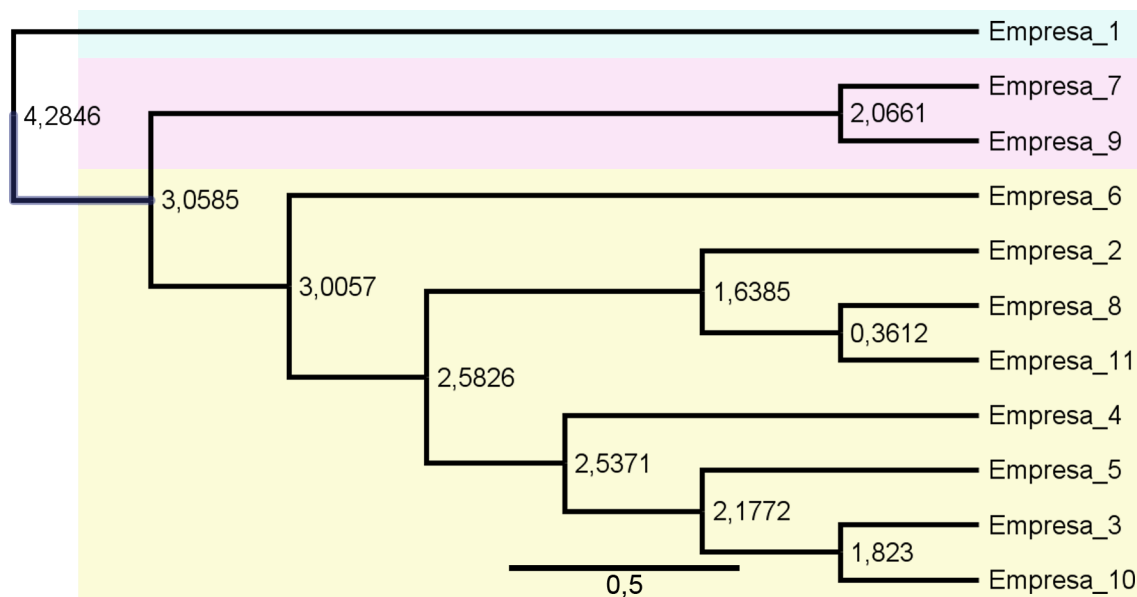 Empresa_1
Empresa_7
4,2846
2,0661
Empresa_9
3,0585
Empresa_6
Empresa_2
3,0057
1,6385
Empresa_8
0,3612
Empresa_11
2,5826
Empresa_4
2,5371
Empresa_5
2,1772
Empresa_3
1,823
Empresa_10
0,5